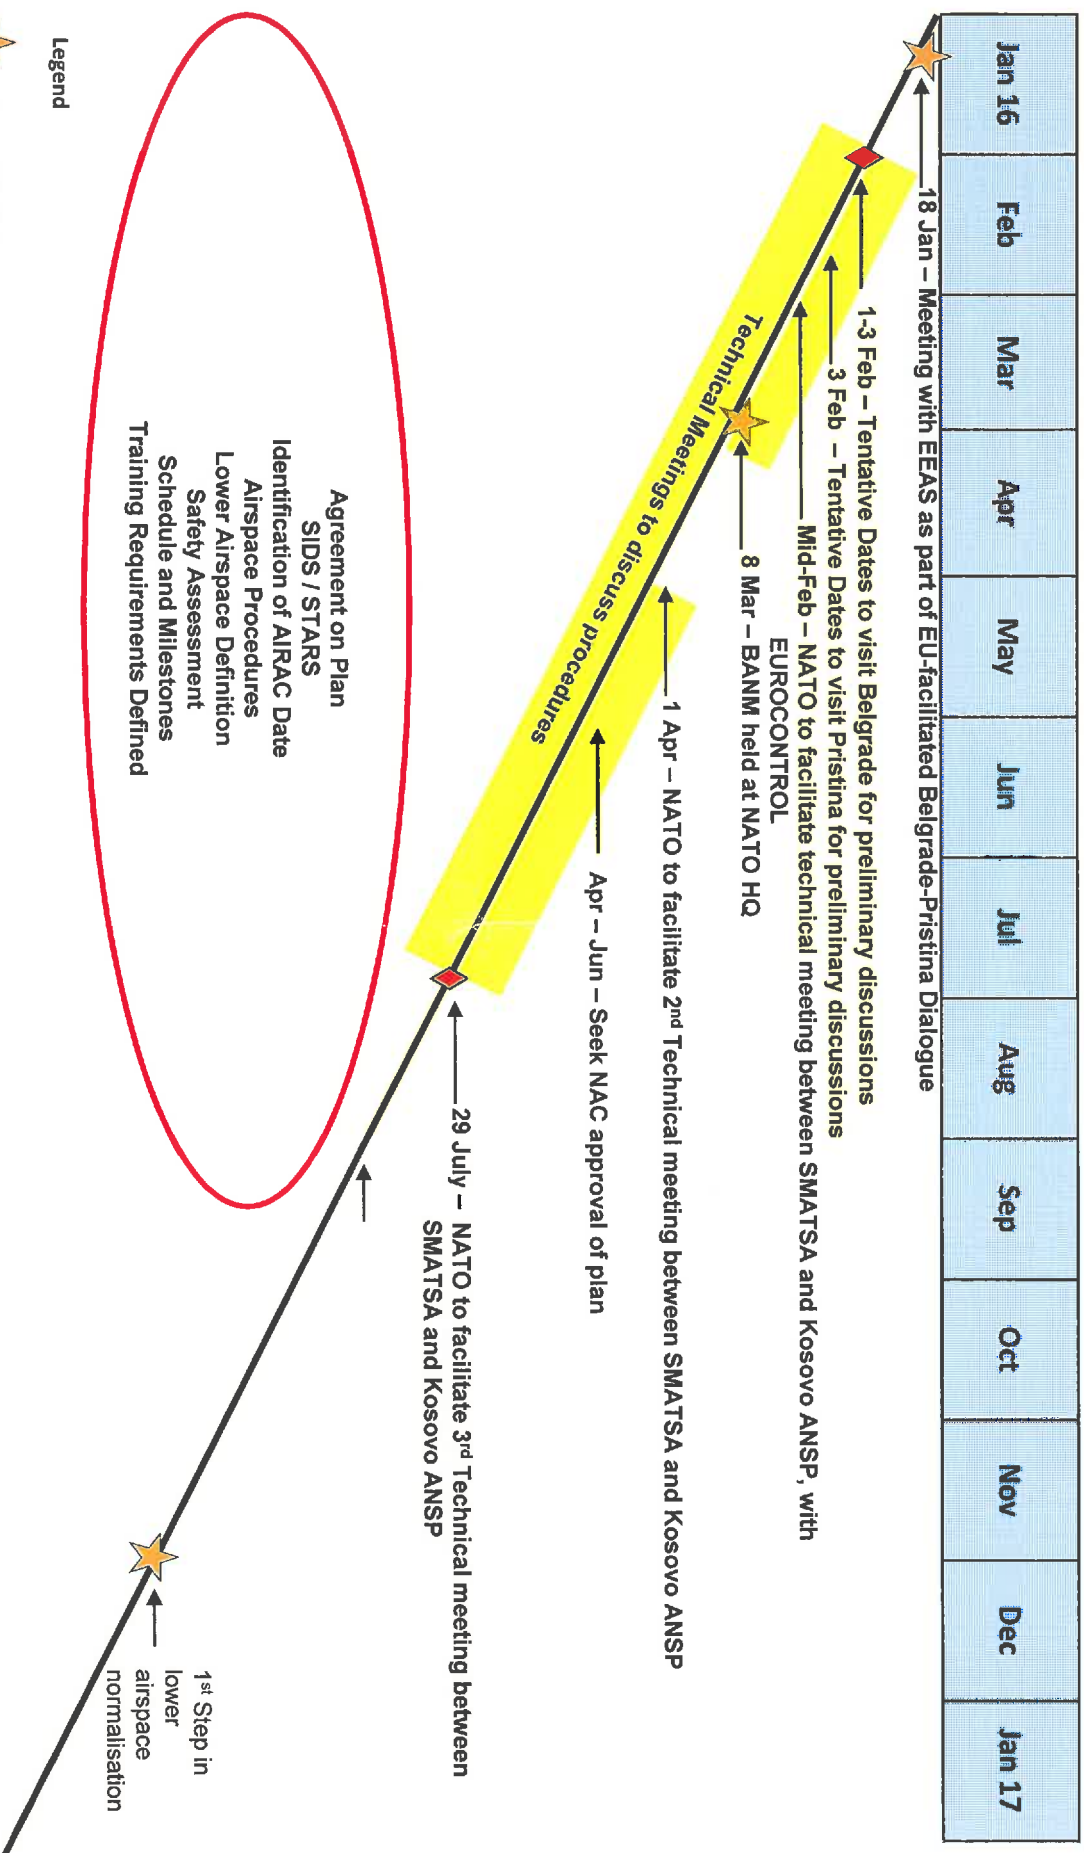 Jan 16
Feb
Mar
Apr
May
Jun
Jul
Aug
Sep
Oct
Nov
Dec
Jan 17
18 Jan – Meeting with EEAS as part of EU-facilitated Belgrade-Pristina Dialogue
1-3 Feb – Tentative Dates to visit Belgrade for preliminary discussions
3 Feb – Tentative Dates to visit Pristina for preliminary discussions
Mid-Feb – NATO to facilitate technical meeting between SMATSA and Kosovo ANSP, with
EUROCONTROL
8 Mar – BANM held at NATO HQ
Technical Meetings to discuss procedures
1 Apr – NATO to facilitate 2nd Technical meeting between SMATSA and Kosovo ANSP
Apr – Jun – Seek NAC approval of plan
29 July – NATO to facilitate 3rd Technical meeting between
SMATSA and Kosovo ANSP
Agreement on Plan
SIDS / STARS
Identification of AIRAC Date
Airspace Procedures
Lower Airspace Definition
Safety Assessment
Schedule and Milestones
Training Requirements Defined
1st Step in
lower
airspace
normalisation
Legend